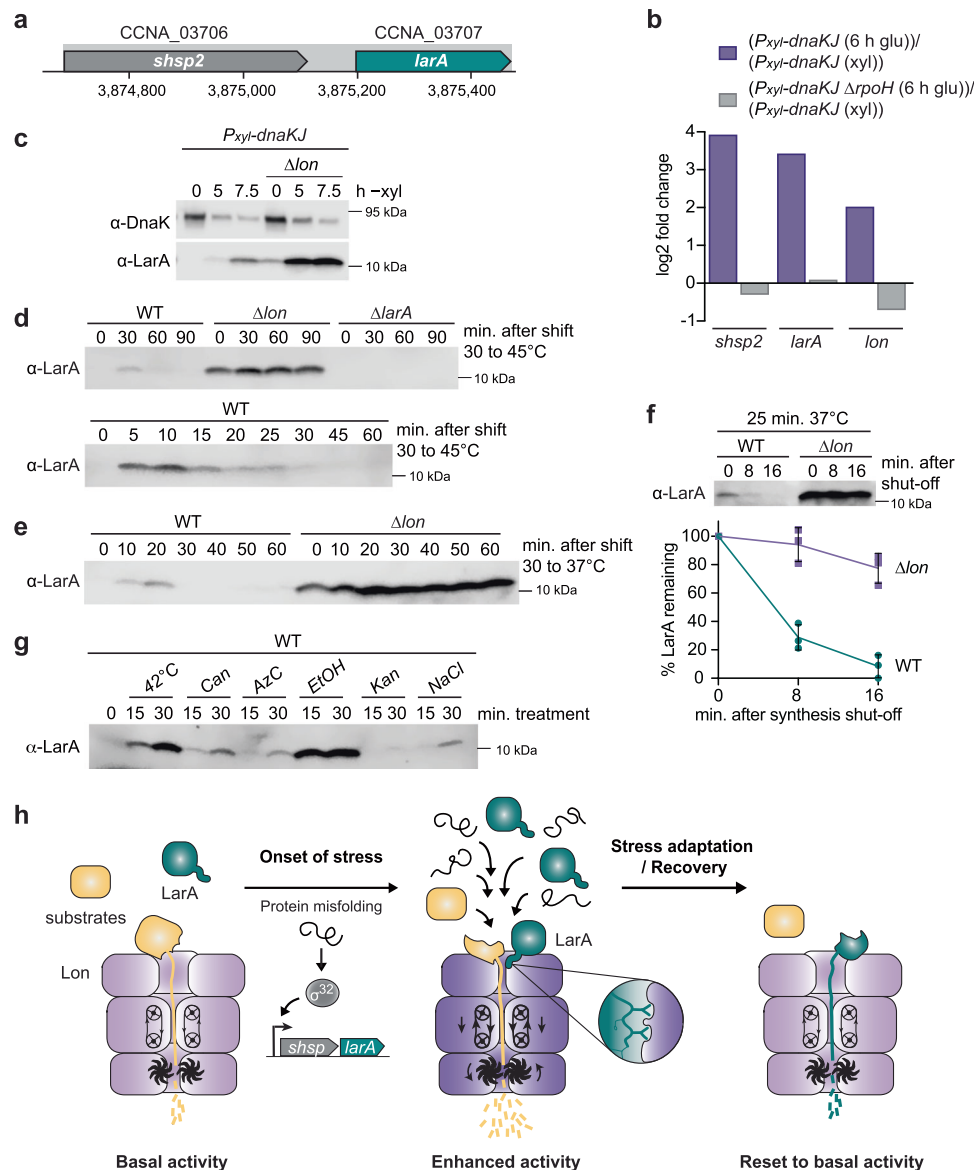 a
CCNA_03706 CCNA_03707
shsp2 larA
3,874,800 3,875,000 3,875,200 3,875,400
b
(Pxyl-dnaKJ (6 h glu))/
(Pxyl-dnaKJ (xyl))
(Pxyl-dnaKJ ΔrpoH (6 h glu))/
(Pxyl-dnaKJ (xyl))
log2 fold change
4
3
2
1
0
-1
shsp2 larA lon
c
Pxyl-dnaKJ
Δlon
0 5 7.5 0 5 7.5 h −xyl
α-DnaK 95 kDa
α-LarA 10 kDa
d
WT Δlon ΔlarA
0 30 60 90 0 30 60 90 0 30 60 90 min. after shift
30 to 45°C
α-LarA 10 kDa
WT
0 5 10 15 20 25 30 45 60 min. after shift
30 to 45°C
α-LarA 10 kDa
e
WT Δlon
0 10 20 30 40 50 60 0 10 20 30 40 50 60 min. after shift
30 to 37°C
α-LarA 10 kDa
f
25 min. 37°C
WT Δlon
0 8 16 0 8 16 min. after
shut-off
α-LarA 10 kDa
% LarA remaining
100
80
60
40
20
0
Δlon
WT
0 8 16
min. after synthesis shut-off
g
WT
42°C Can AzC EtOH Kan NaCl
0 15 30 15 30 15 30 15 30 15 30 15 30 min. treatment
α-LarA 10 kDa
h
LarA
substrates
Lon
Onset of stress
Protein misfolding
σ32
shsp larA
LarA
Stress adaptation
/ Recovery
Basal activity Enhanced activity Reset to basal activity